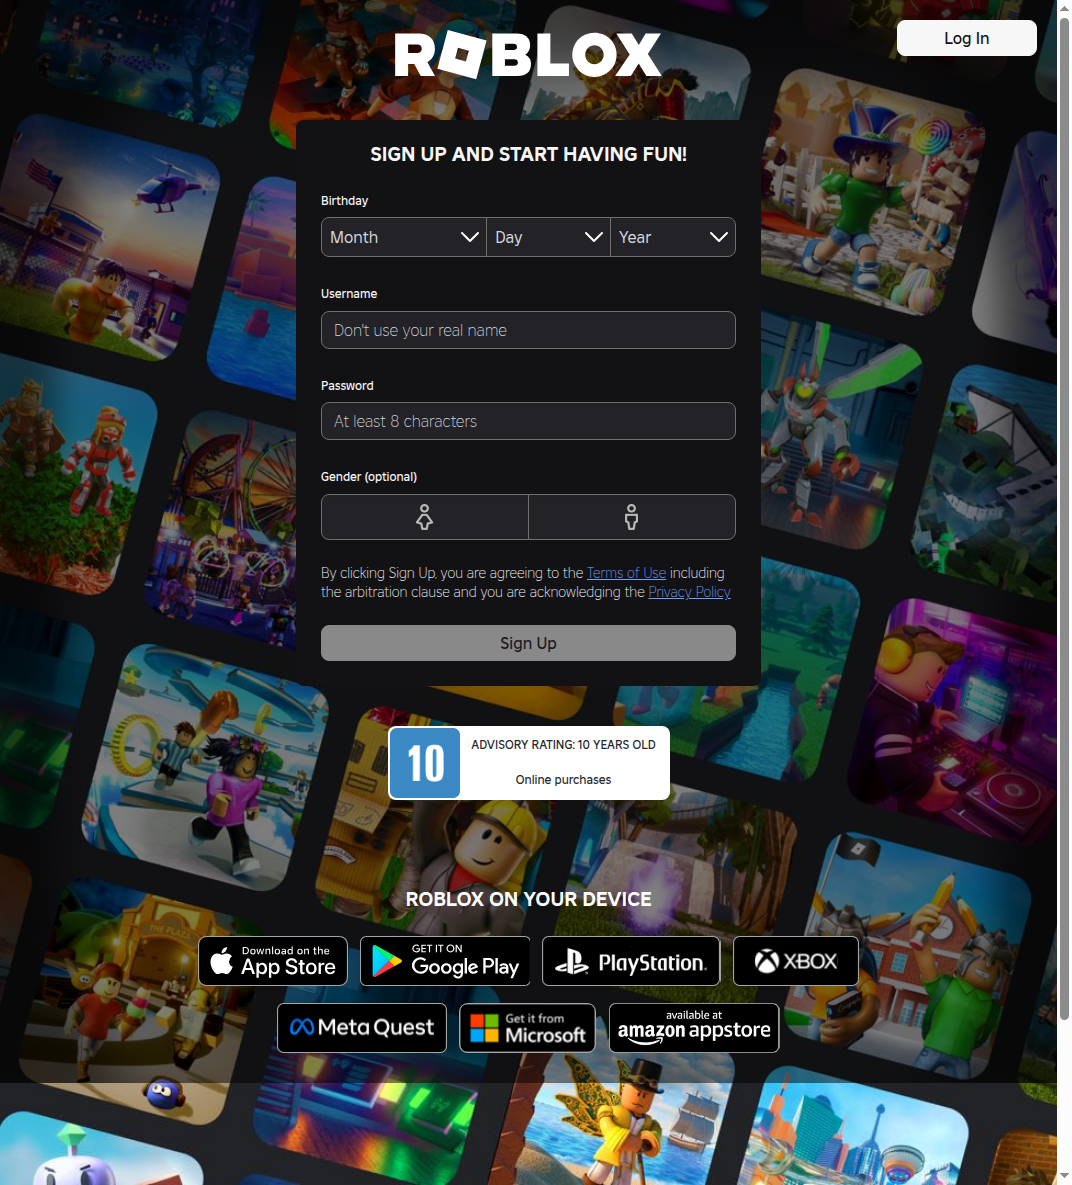 ROBLOX
Log In
SIGN UP AND START HAVING FUN!
Birthday
Month
Day
Year
Username
Don't use your real name
Password
At least 8 characters
Gender (optional)
By clicking Sign Up, you are agreeing to the Terms of Use including
the arbitration clause and you are acknowledging the Privacy Policy
Sign Up
10
ADVISORY RATING: 10 YEARS OLD
Online purchases
ROBLOX ON YOUR DEVICE
THE PLAZA
Download on the
App Store
GET IT ON
Google Play
PlayStation.
XBOX
Meta Quest
Get it from
Microsoft
available at
amazon appstore